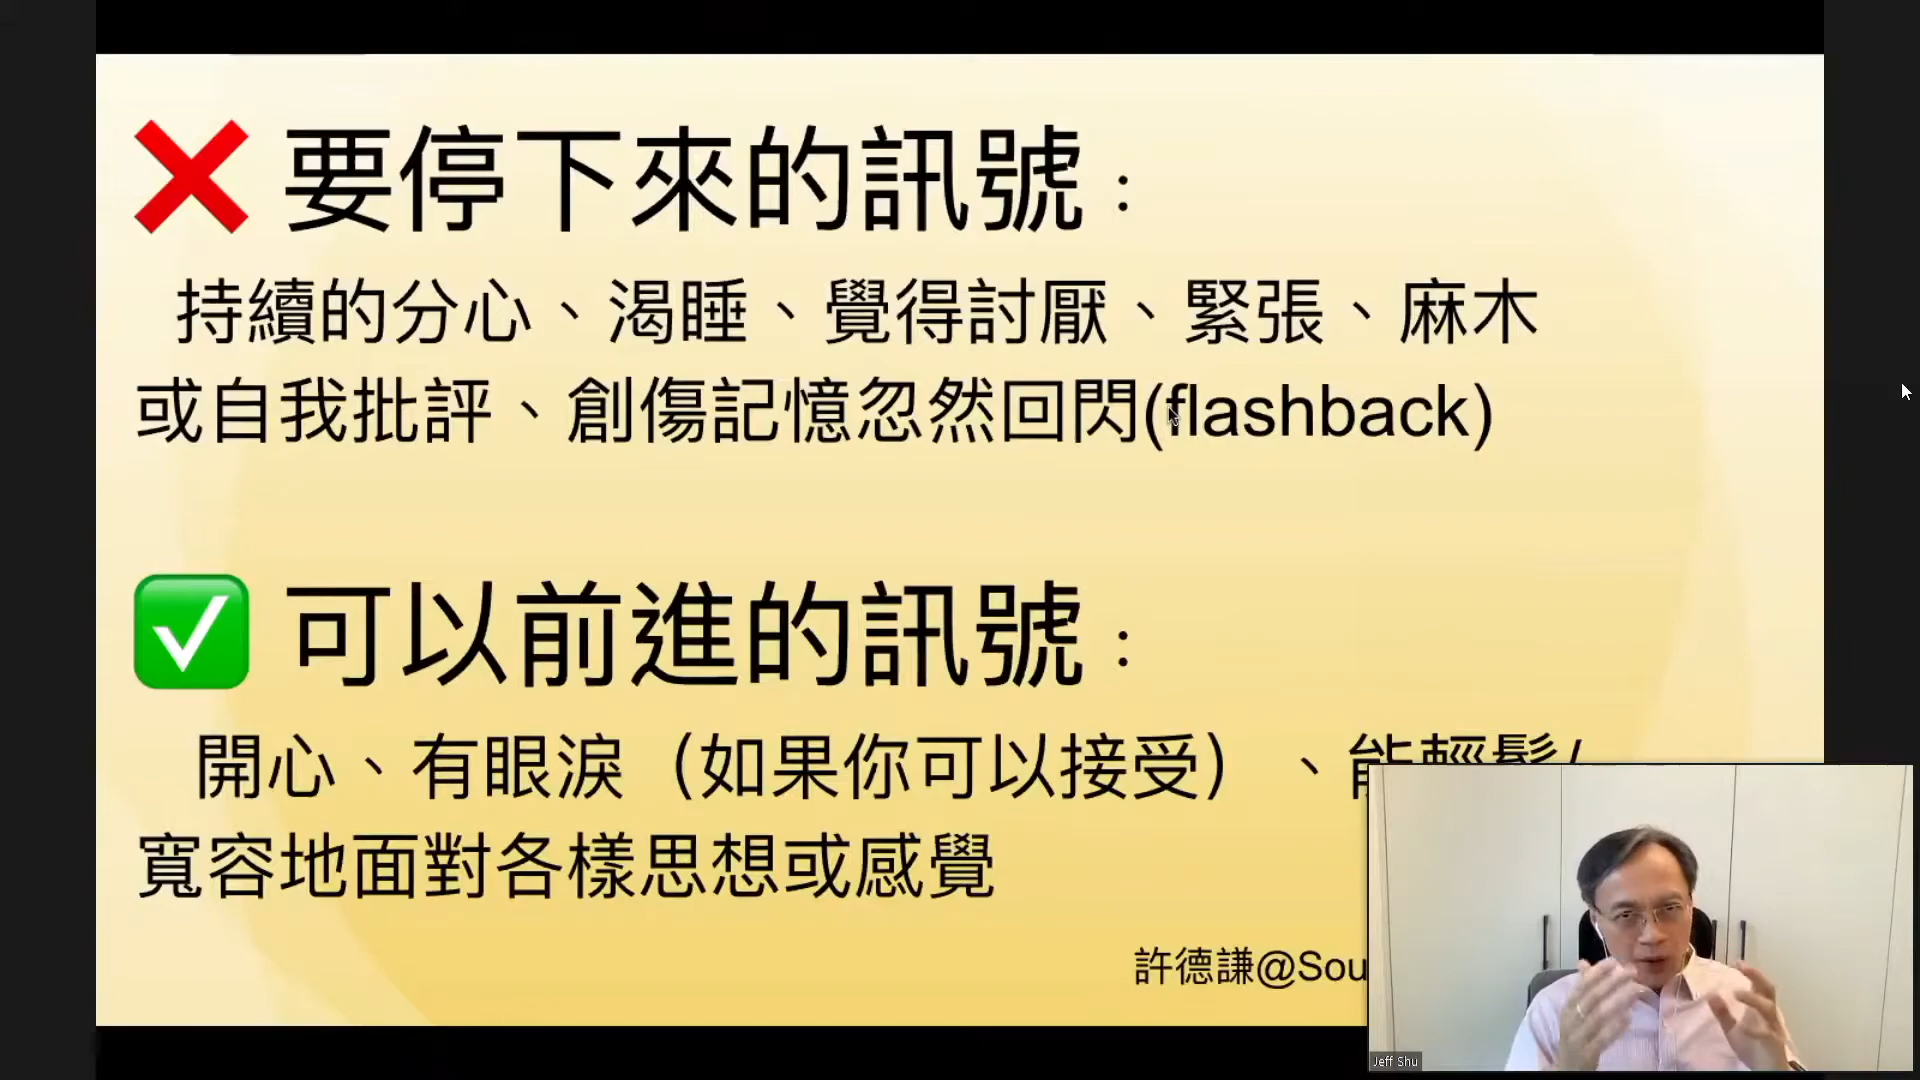 ❌ 要停下來的訊號：
持續的分心、渴睡、覺得討厭、緊張、麻木
或自我批評、創傷記憶忽然回閃(flashback)
✅ 可以前進的訊號：
開心、有眼淚（如果你可以接受）、能輕鬆/
寬容地面對各樣思想或感覺
許德謙@Sou
Jeff Shu